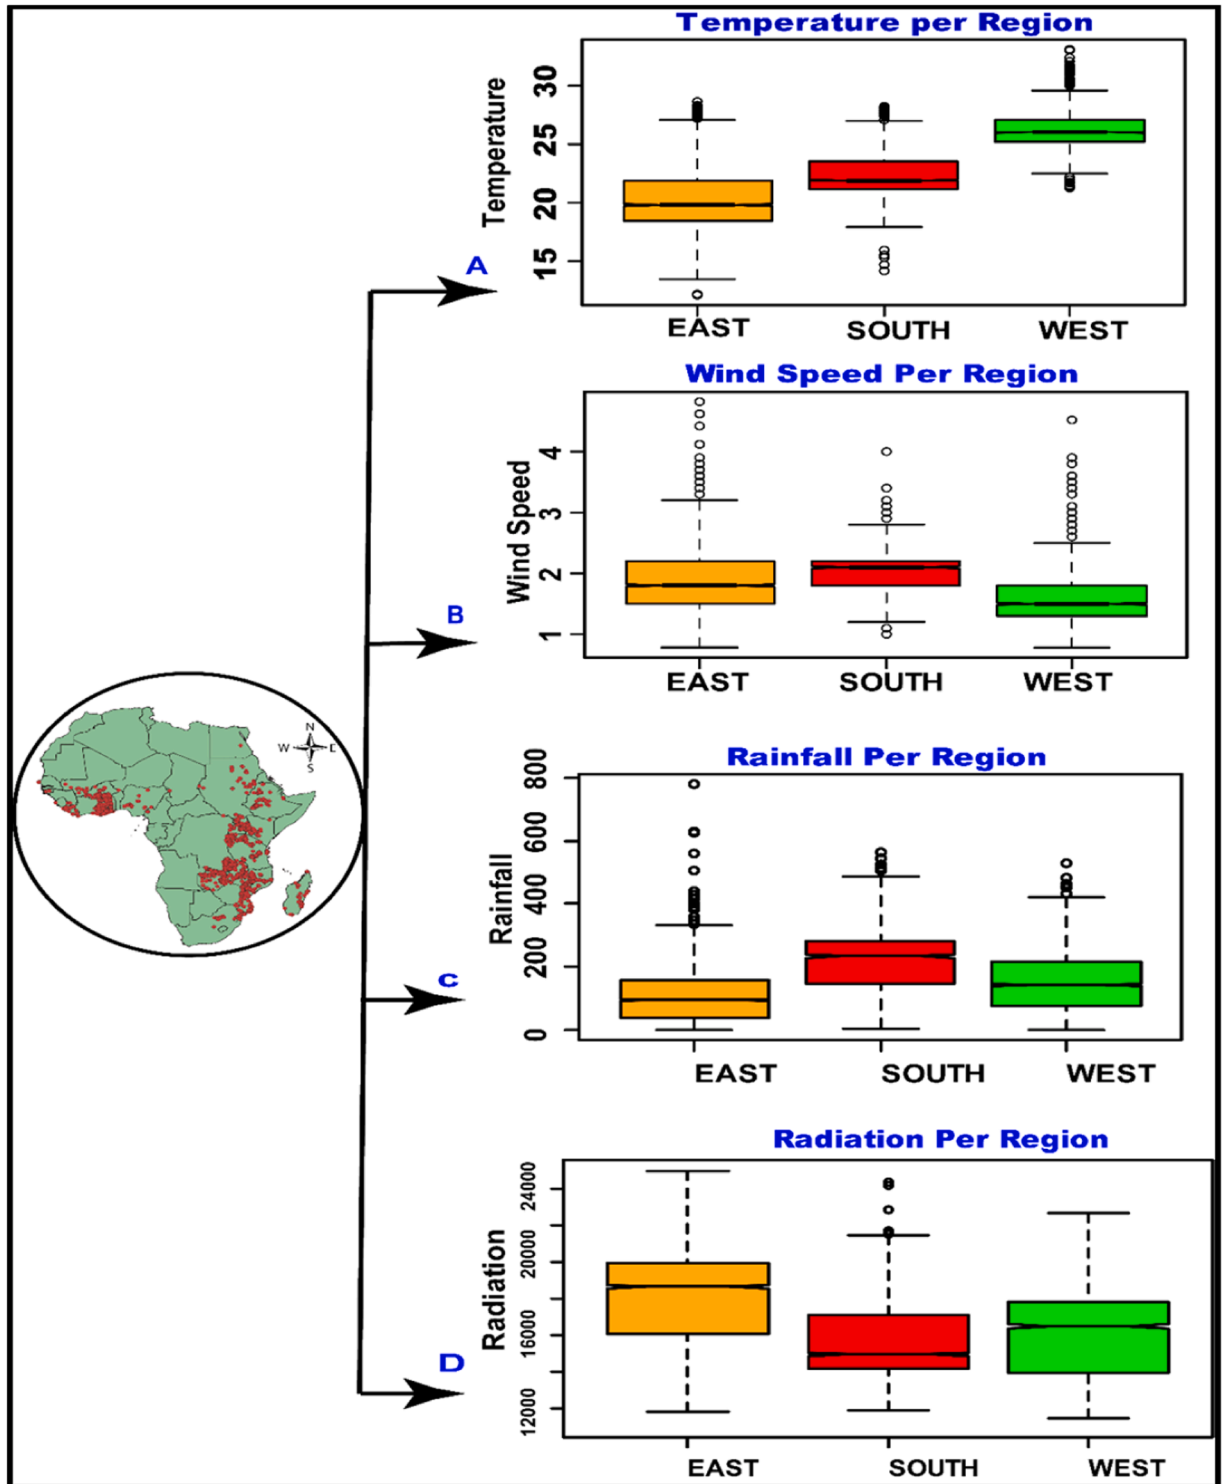 Temperature per Region
Temperature
30
25
20
15
EAST
SOUTH
WEST
A
Wind Speed Per Region
Wind Speed
4
3
2
1
EAST
SOUTH
WEST
B
N
W
E
S
Rainfall Per Region
Rainfall
800
600
400
200
0
EAST
SOUTH
WEST
C
Radiation Per Region
Radiation
24000
20000
16000
12000
EAST
SOUTH
WEST
D